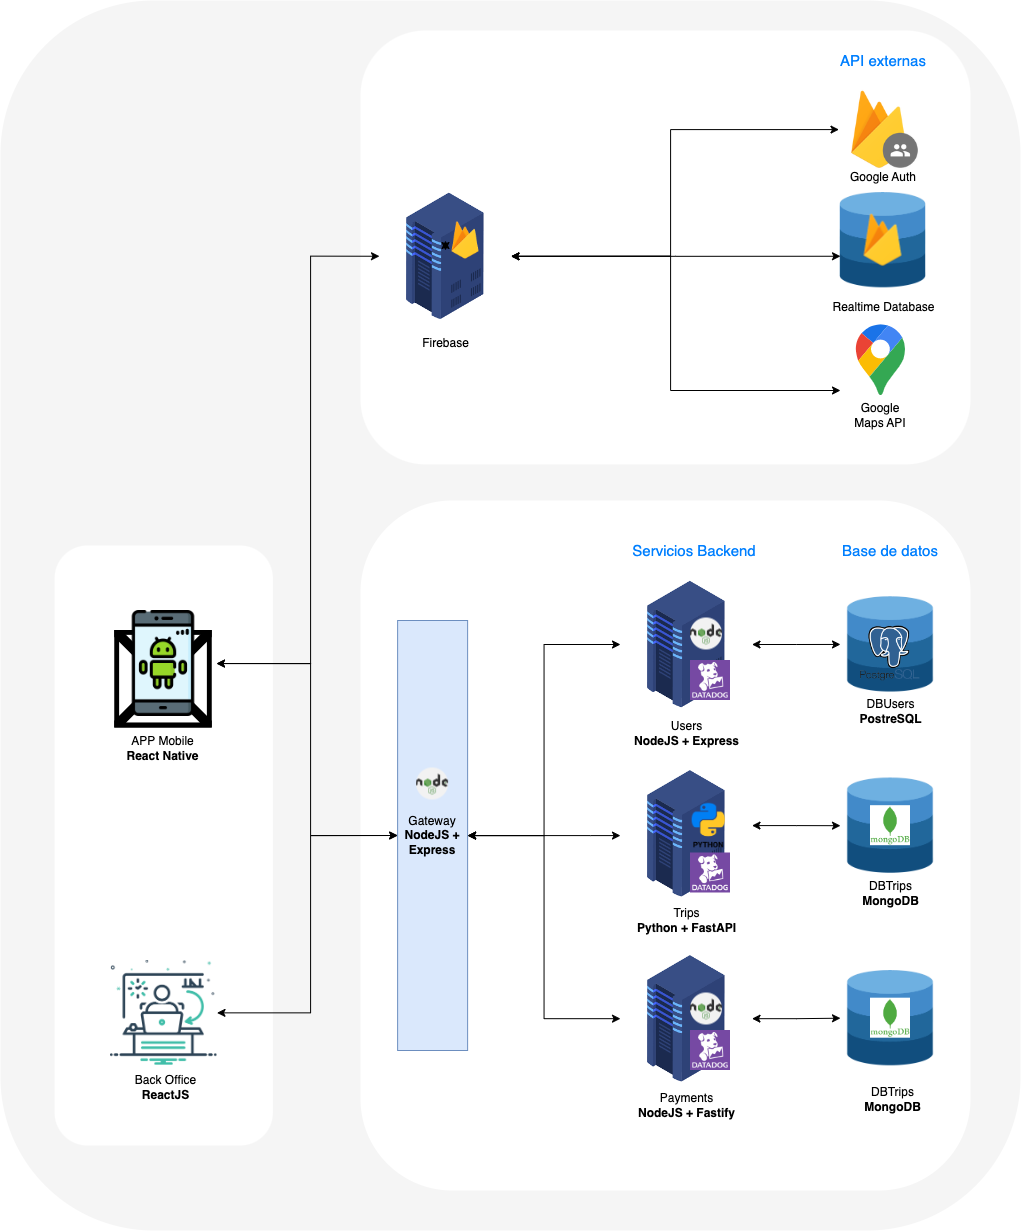 API externas
Google Auth
Realtime Database
Firebase
Google
Maps API
Servicios Backend
Base de datos
node
DATADOG
Users
NodeJS + Express
PostgreSQL
DBUsers
PostreSQL
APP Mobile
React Native
node
Gateway
NodeJS +
Express
PYTHON
DATADOG
Trips
Python + FastAPI
mongoDB
DBTrips
MongoDB
Back Office
ReactJS
node
DATADOG
Payments
NodeJS + Fastify
mongoDB
DBTrips
MongoDB